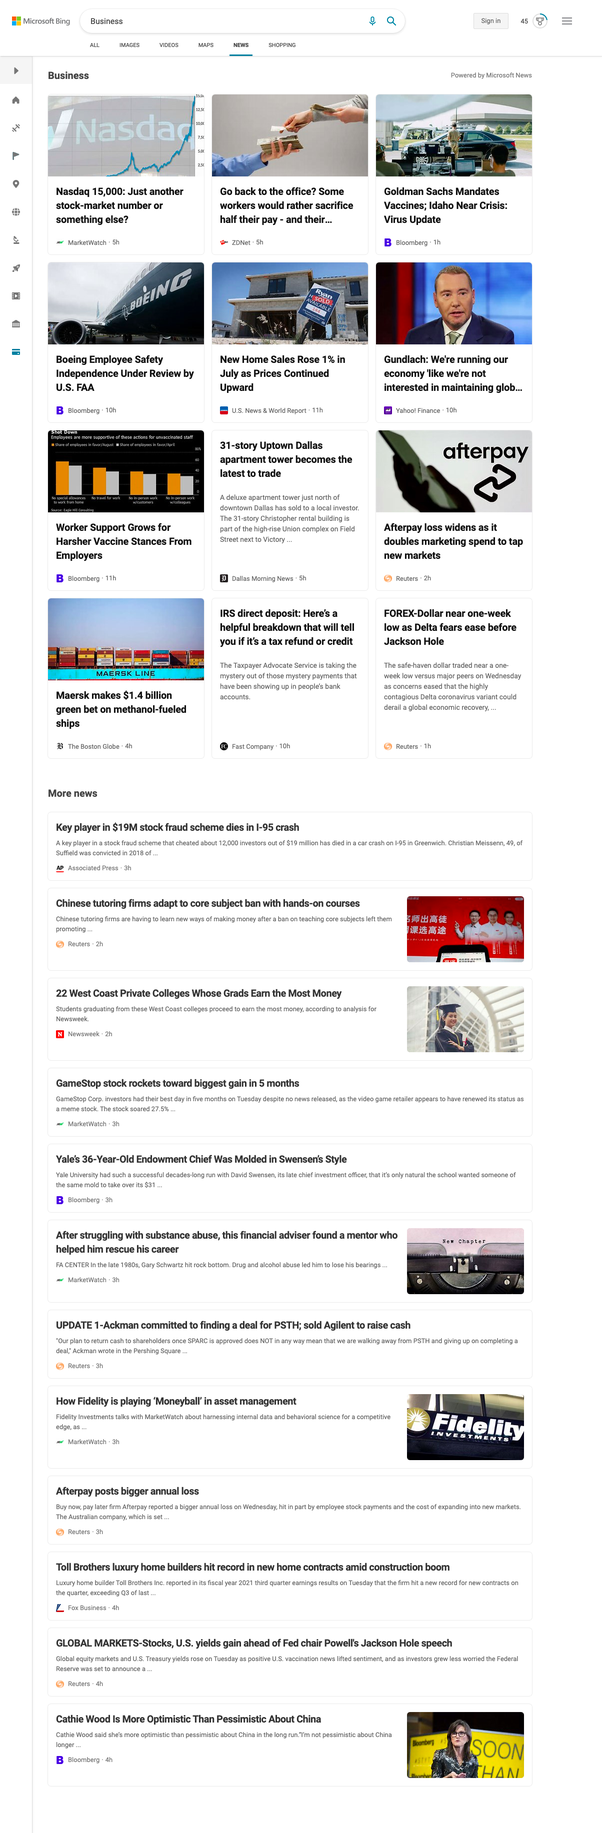 Microsoft Bing
Business
Sign in
45
ALL IMAGES VIDEOS MAPS NEWS SHOPPING
Business
Powered by Microsoft News
Nasdaq
Nasdaq 15,000: Just another
stock-market number or
something else?
MarketWatch · 5h
Go back to the office? Some
workers would rather sacrifice
half their pay - and their...
ZDNet · 5h
Goldman Sachs Mandates
Vaccines; Idaho Near Crisis:
Virus Update
Bloomberg · 1h
BOEING
Boeing Employee Safety
Independence Under Review by
U.S. FAA
Bloomberg · 10h
Ryan
SOLD
New Home Sales Rose 1% in
July as Prices Continued
Upward
U.S. News & World Report · 11h
Gundlach: We're running our
economy 'like we're not
interested in maintaining glob...
Yahoo! Finance · 10h
Shot Down
Employees are more supportive of these actions for unvaccinated staff
Worker Support Grows for
Harsher Vaccine Stances From
Employers
Bloomberg · 11h
31-story Uptown Dallas
apartment tower becomes the
latest to trade
A deluxe apartment tower just north of
downtown Dallas has sold to a local investor.
The 31-story Christopher rental building is
part of the high-rise Union complex on Field
Street next to Victory ...
Dallas Morning News · 5h
afterpay
Afterpay loss widens as it
doubles marketing spend to tap
new markets
Reuters · 2h
MAERSK LINE
Maersk makes $1.4 billion
green bet on methanol-fueled
ships
The Boston Globe · 4h
IRS direct deposit: Here's a
helpful breakdown that will tell
you if it's a tax refund or credit
The Taxpayer Advocate Service is taking the
mystery out of those mystery payments that
have been showing up in people's bank
accounts.
Fast Company · 10h
FOREX-Dollar near one-week
low as Delta fears ease before
Jackson Hole
The safe-haven dollar traded near a one-
week low versus major peers on Wednesday
as concerns eased that the highly
contagious Delta coronavirus variant could
derail a global economic recovery, ...
Reuters · 1h
More news
Key player in $19M stock fraud scheme dies in I-95 crash
A key player in a stock fraud scheme that cheated about 12,000 investors out of $19 million has died in a car crash on I-95 in Greenwich. Christian Meissenn, 49, of
Suffield was convicted in 2018 of ...
AP Associated Press · 3h
Chinese tutoring firms adapt to core subject ban with hands-on courses
Chinese tutoring firms are having to learn new ways of making money after a ban on teaching core subjects left them
promoting ...
Reuters · 2h
名师出高徒
课选高途
22 West Coast Private Colleges Whose Grads Earn the Most Money
Students graduating from these West Coast colleges proceed to earn the most money, according to analysis for
Newsweek.
Newsweek · 2h
GameStop stock rockets toward biggest gain in 5 months
GameStop Corp. investors had their best day in five months on Tuesday despite no news released, as the video game retailer appears to have renewed its status as
a meme stock. The stock soared 27.5% ...
MarketWatch · 3h
Yale's 36-Year-Old Endowment Chief Was Molded in Swensen's Style
Yale University had such a successful decades-long run with David Swensen, its late chief investment officer, that it's only natural the school wanted someone of
the same mold to take over its $31 ...
Bloomberg · 3h
After struggling with substance abuse, this financial adviser found a mentor who
helped him rescue his career
FA CENTER In the late 1980s, Gary Schwartz hit rock bottom. Drug and alcohol abuse led him to lose his bearings ...
MarketWatch · 3h
New Chapter
UPDATE 1-Ackman committed to finding a deal for PSTH; sold Agilent to raise cash
"Our plan to return cash to shareholders once SPARC is approved does NOT in any way mean that we are walking away from PSTH and giving up on completing a
deal," Ackman wrote in the Pershing Square ...
Reuters · 3h
How Fidelity is playing 'Moneyball' in asset management
Fidelity Investments talks with MarketWatch about harnessing internal data and behavioral science for a competitive
edge, as ...
MarketWatch · 3h
Fidelity
INVESTMENTS
Afterpay posts bigger annual loss
Buy now, pay later firm Afterpay reported a bigger annual loss on Wednesday, hit in part by employee stock payments and the cost of expanding into new markets.
The Australian company, which is set ...
Reuters · 3h
Toll Brothers luxury home builders hit record in new home contracts amid construction boom
Luxury home builder Toll Brothers Inc. reported in its fiscal year 2021 third quarter earnings results on Tuesday that the firm hit a new record for new contracts on
the quarter, exceeding Q3 of last ...
Fox Business · 4h
GLOBAL MARKETS-Stocks, U.S. yields gain ahead of Fed chair Powell's Jackson Hole speech
Global equity markets and U.S. Treasury yields rose on Tuesday as positive U.S. vaccination news lifted sentiment, and as investors grew less worried the Federal
Reserve was set to announce a ...
Reuters · 4h
Cathie Wood Is More Optimistic Than Pessimistic About China
Cathie Wood said she's more optimistic than pessimistic about China in the long run."I'm not pessimistic about China
longer ...
Bloomberg · 4h
SOON
THAN